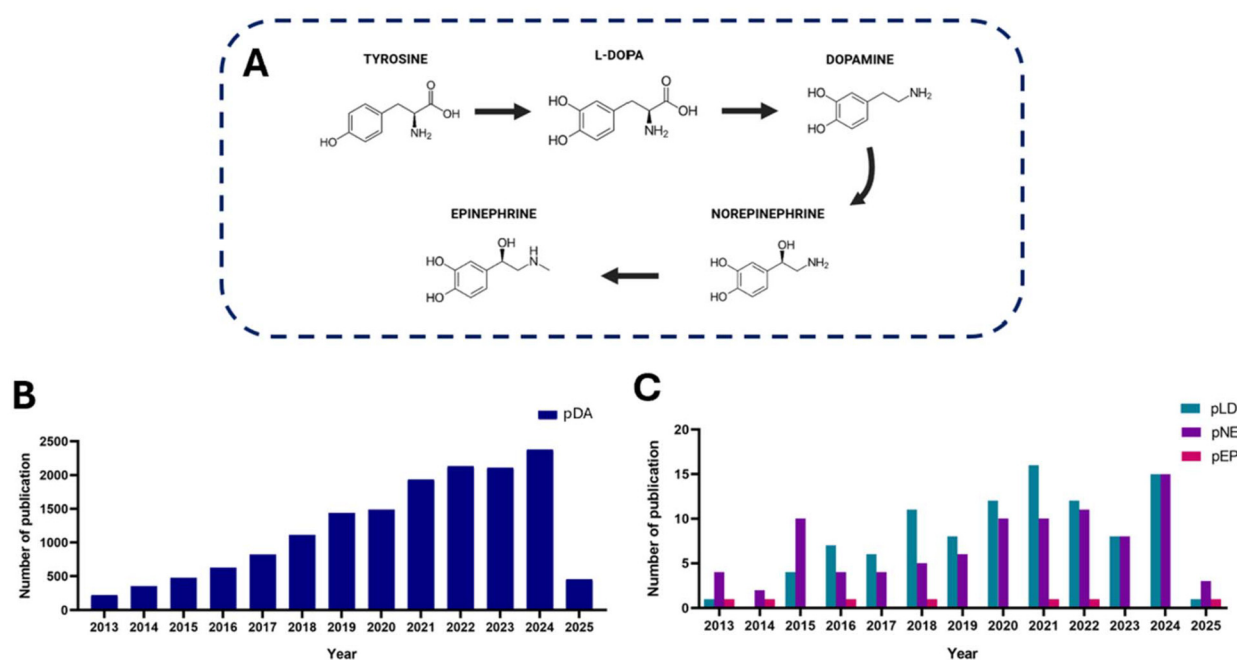 A
TYROSINE
L-DOPA
DOPAMINE
HO
O
OH
NH2
HO
HO
O
OH
NH2
HO
HO
NH2
EPINEPHRINE
NOREPINEPHRINE
HO
HO
OH
H
N
HO
HO
OH
NH2
B
pDA
Number of publication
2500
2000
1500
1000
500
0
2013 2014 2015 2016 2017 2018 2019 2020 2021 2022 2023 2024 2025
Year
C
pLD
pNE
pEP
Number of publication
20
15
10
5
0
2013 2014 2015 2016 2017 2018 2019 2020 2021 2022 2023 2024 2025
Year